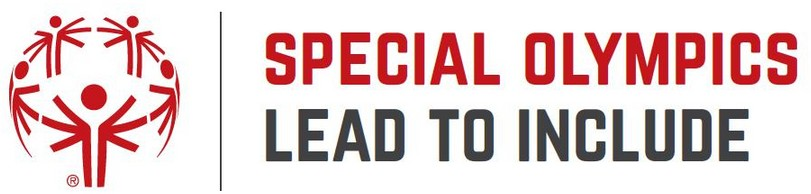 SPECIAL OLYMPICS
LEAD TO INCLUDE
®